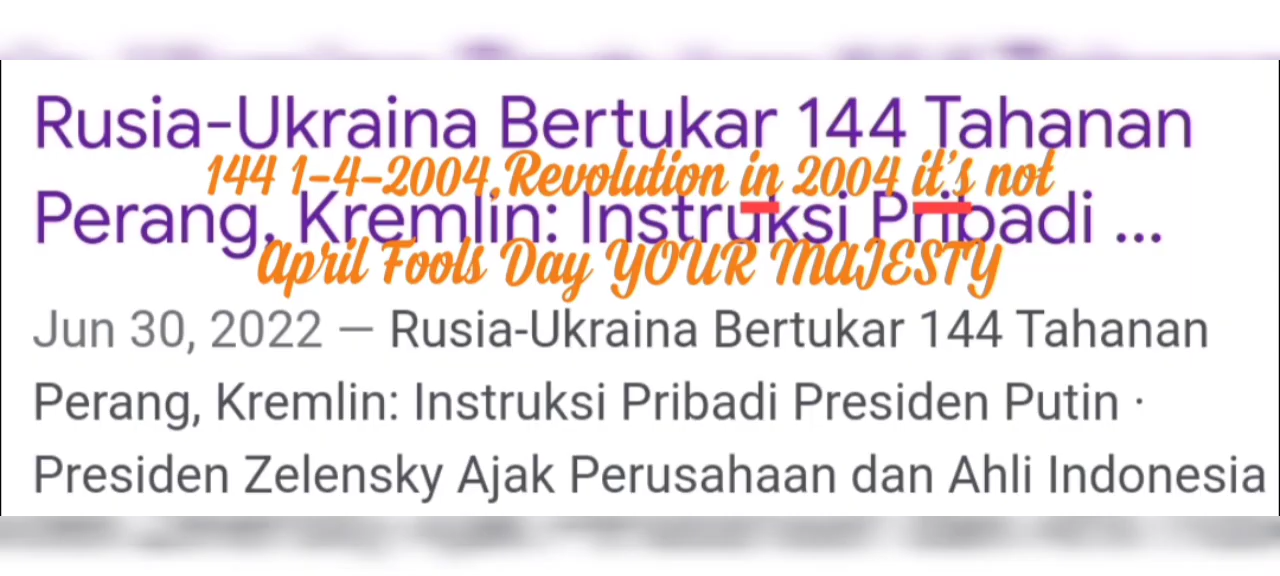 Rusia-Ukraina Bertukar 144 Tahanan
144 1-4-2004,Revolution in 2004 it's not
Perang, Kremlin: Instruksi Pribadi ...
April Fools Day YOUR MAJESTY
Jun 30, 2022 — Rusia-Ukraina Bertukar 144 Tahanan
Perang, Kremlin: Instruksi Pribadi Presiden Putin ·
Presiden Zelensky Ajak Perusahaan dan Ahli Indonesia